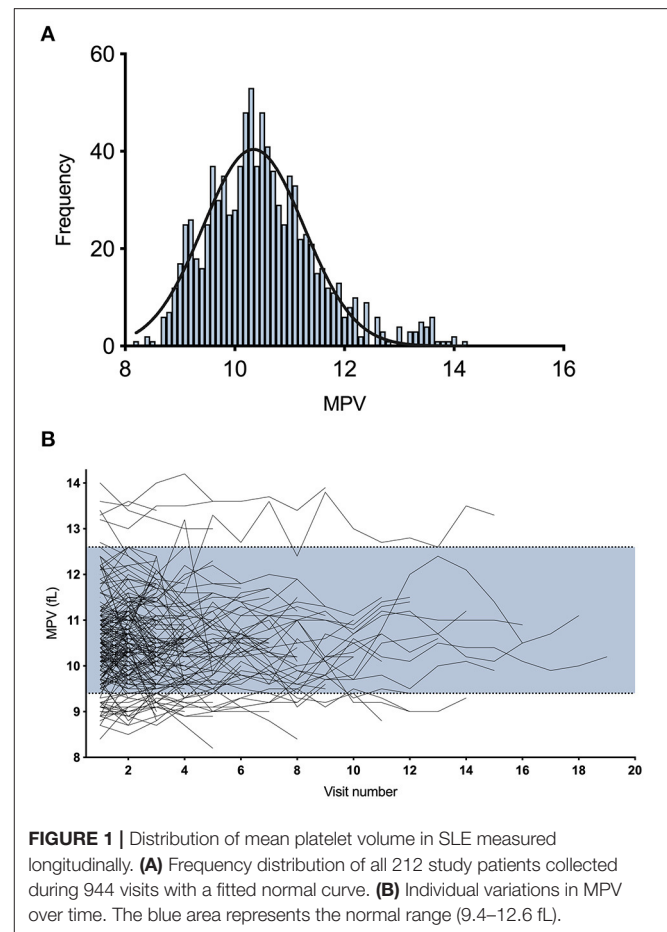 A
60
40
20
0
Frequency
8 10 12 14 16
MPV
B
14
13
12
11
10
9
8
MPV (fL)
2 4 6 8 10 12 14 16 18 20
Visit number
FIGURE 1 | Distribution of mean platelet volume in SLE measured
longitudinally. (A) Frequency distribution of all 212 study patients collected
during 944 visits with a fitted normal curve. (B) Individual variations in MPV
over time. The blue area represents the normal range (9.4–12.6 fL).